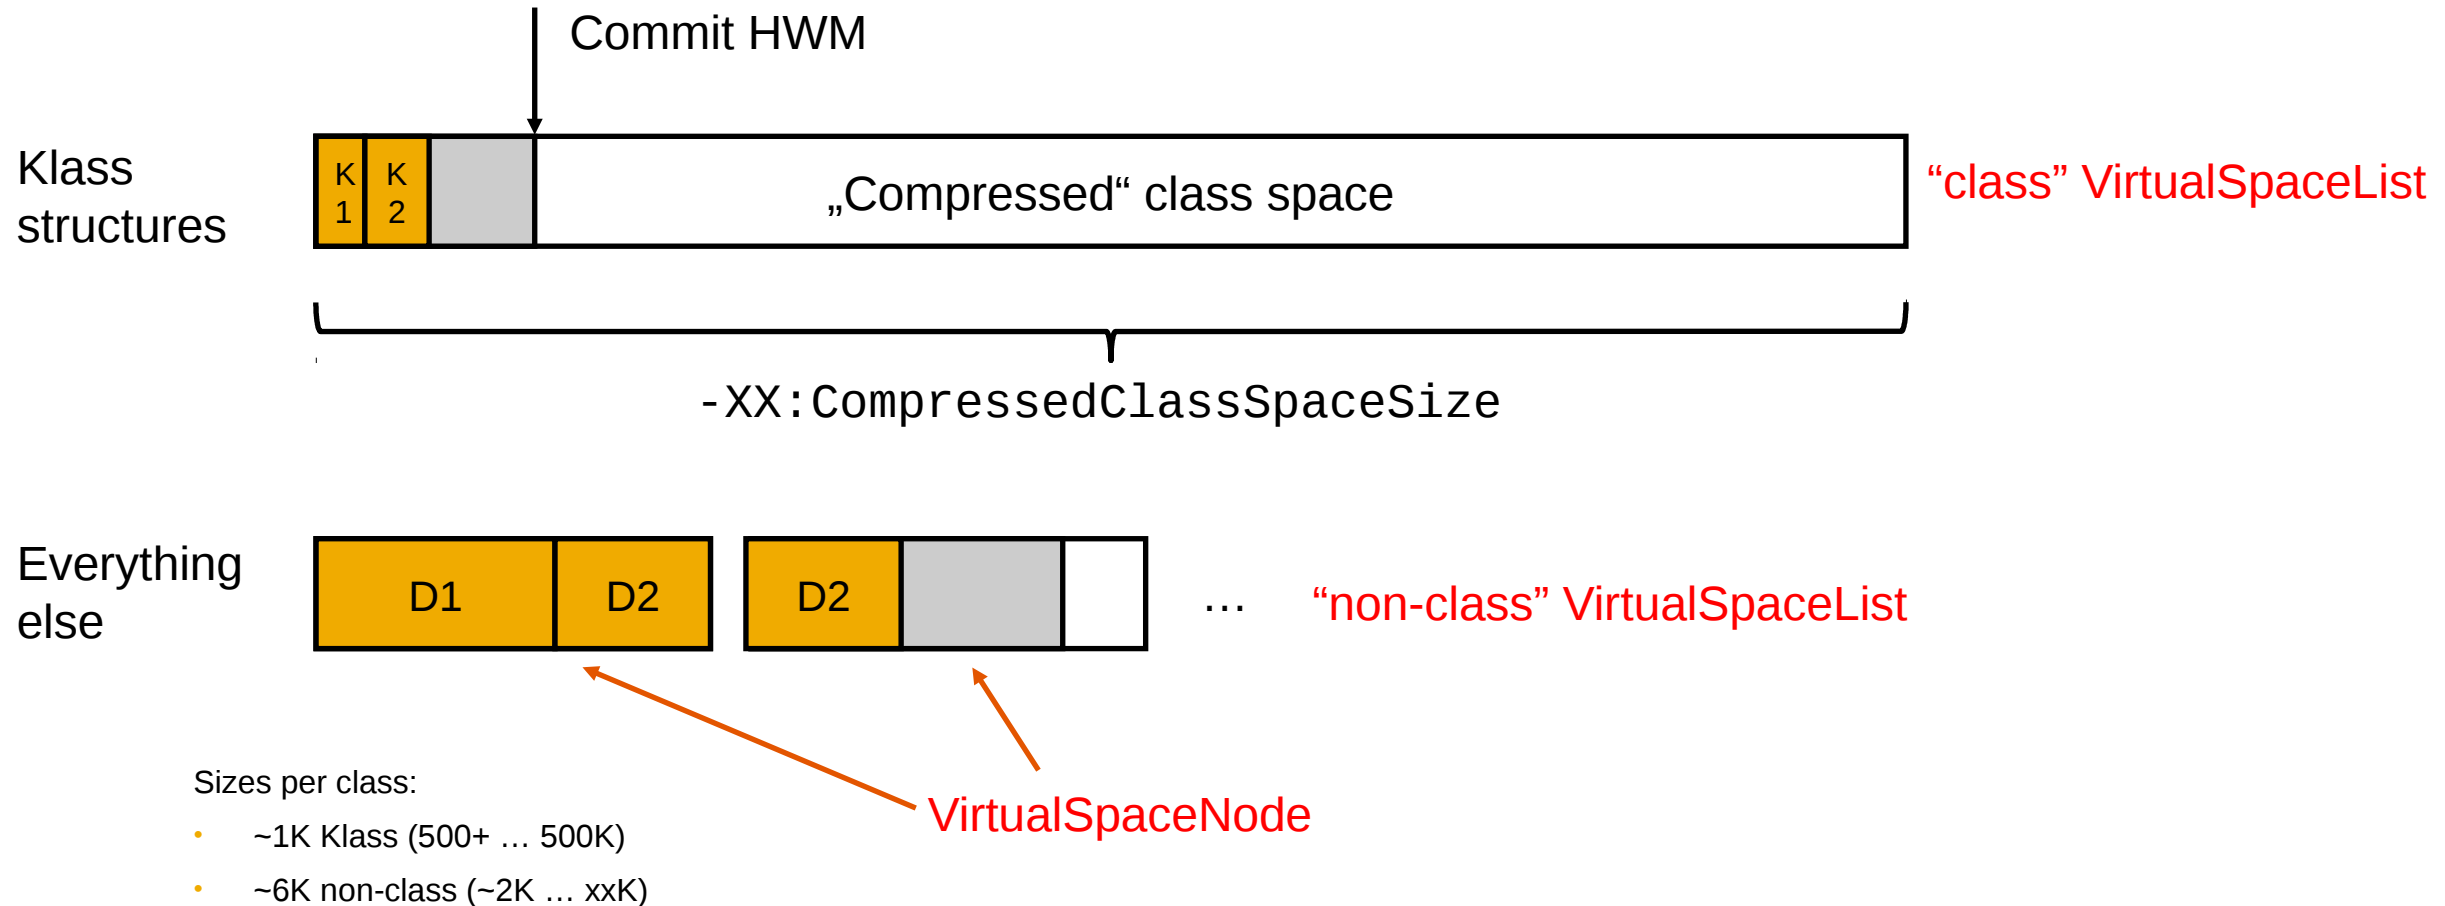 Commit HWM
Klass
structures
K
1
K
2
„Compressed“ class space
“class” VirtualSpaceList
-XX:CompressedClassSpaceSize
Everything
else
D1
D2
D2
…
“non-class” VirtualSpaceList
VirtualSpaceNode
Sizes per class:
• ~1K Klass (500+ … 500K)
• ~6K non-class (~2K … xxK)